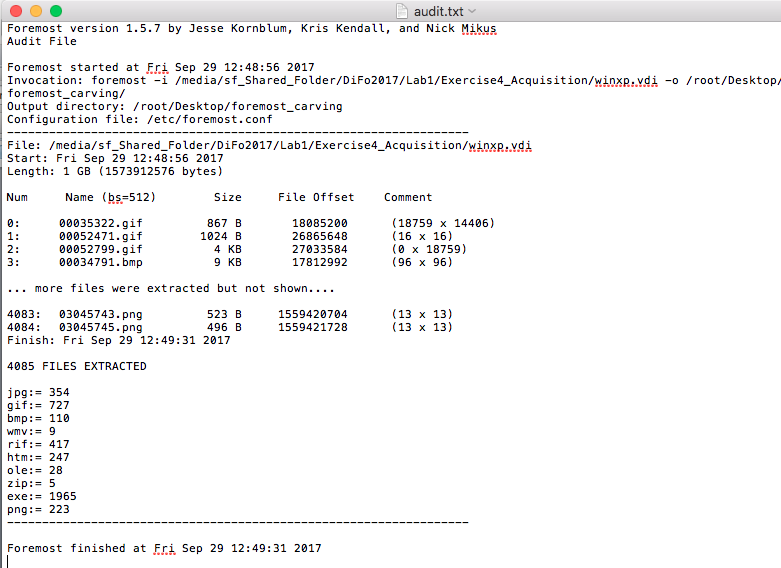 audit.txt
Foremost version 1.5.7 by Jesse Kornblum, Kris Kendall, and Nick Mikus
Audit File
Foremost started at Fri Sep 29 12:48:56 2017
Invocation: foremost -i /media/sf_Shared_Folder/DiFo2017/Lab1/Exercise4_Acquisition/winxp.vdi -o /root/Desktop/
foremost_carving/
Output directory: /root/Desktop/foremost_carving
Configuration file: /etc/foremost.conf
------------------------------------------------------------------
File: /media/sf_Shared_Folder/DiFo2017/Lab1/Exercise4_Acquisition/winxp.vdi
Start: Fri Sep 29 12:48:56 2017
Length: 1 GB (1573912576 bytes)
Num Name (bs=512) Size File Offset Comment
0: 00035322.gif 867 B 18085200 (18759 x 14406)
1: 00052471.gif 1024 B 26865648 (16 x 16)
2: 00052799.gif 4 KB 27033584 (0 x 18759)
3: 00034791.bmp 9 KB 17812992 (96 x 96)
... more files were extracted but not shown....
4083: 03045743.png 523 B 1559420704 (13 x 13)
4084: 03045745.png 496 B 1559421728 (13 x 13)
Finish: Fri Sep 29 12:49:31 2017
4085 FILES EXTRACTED
jpg:= 354
gif:= 727
bmp:= 110
wmv:= 9
rif:= 417
htm:= 247
ole:= 28
zip:= 5
exe:= 1965
png:= 223
------------------------------------------------------------------
Foremost finished at Fri Sep 29 12:49:31 2017